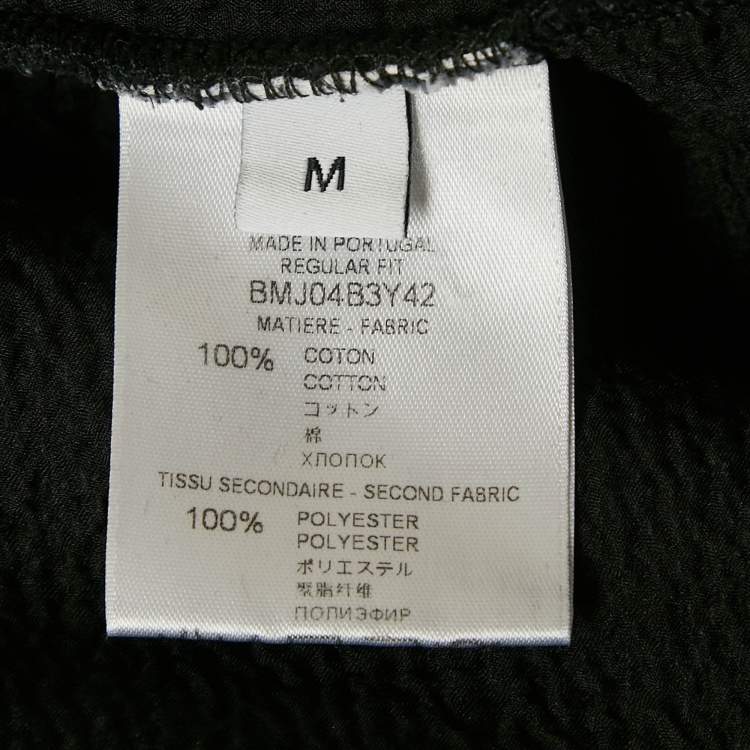 M
MADE IN PORTUGAL
REGULAR FIT
BMJ04B3Y42
MATIERE - FABRIC
100% COTON
COTTON
コットン
棉
ХЛОПОК
TISSU SECONDAIRE - SECOND FABRIC
100% POLYESTER
POLYESTER
ポリエステル
聚脂纤维
ПОЛИЭФИР